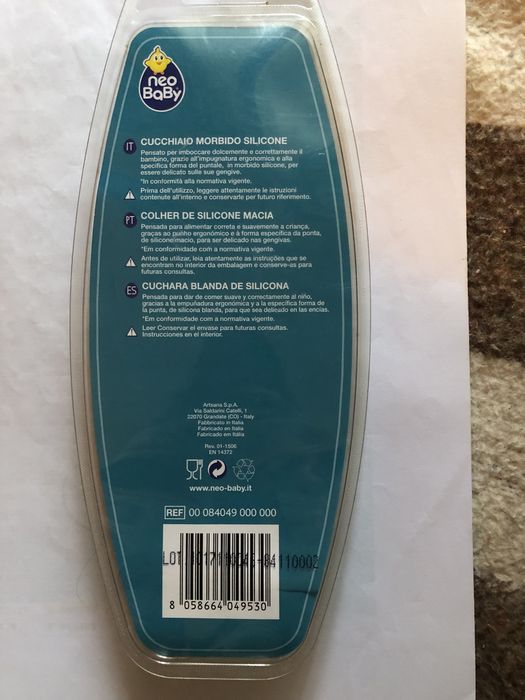 neo
BaBy
IT CUCCHIAIO MORBIDO SILICONE
Pensato per imboccare dolcemente e correttamente il
bambino, grazie all'impugnatura ergonomica e alla
specifica forma del puntale, in morbido silicone, per
essere delicato sulle sue gengive.
*In conformità alla normativa vigente.
Prima dell'utilizzo, leggere attentamente le istruzioni
contenute all'interno e conservarle per futuro riferimento.
PT COLHER DE SILICONE MACIA
Pensada para alimentar correta e suavemente a criança,
graças ao punho ergonómico e à forma específica da ponta,
de silicone macio, para ser delicado nas gengivas.
*Em conformidade com a normativa vigente.
Antes de utilizar, leia atentamente as instruções que se
encontram no interior da embalagem e conserve-as para
futuras consultas.
ES CUCHARA BLANDA DE SILICONA
Pensada para dar de comer suave y correctamente al niño,
gracias a la empuñadura ergonómica y a la específica forma de
la punta, de silicona blanda, para que sea delicado en las encías.
*Em conformidade com a normativa vigente.
Leer Conservar el envase para futuras consultas.
Instrucciones en el interior.
Artsana S.p.A.
Via Saldarini Catelli, 1
22070 Grandate (CO) - Italy
Fabbricato in Italia
Fabricado en Italia
Fabricado em Itália
Rev. 01-1506
EN 14372
www.neo-baby.it
REF 00 084049 000 000
8 058664 049530